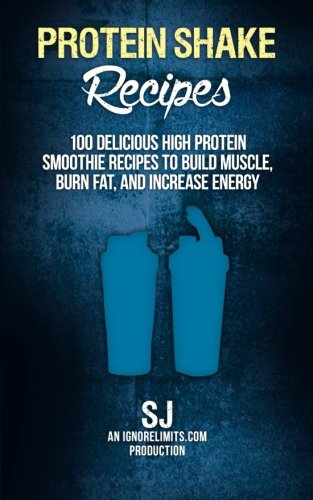 PROTEIN SHAKE
Recipes
100 DELICIOUS HIGH PROTEIN
SMOOTHIE RECIPES TO BUILD MUSCLE,
BURN FAT, AND INCREASE ENERGY
SJ
AN IGNORELIMITS.COM
PRODUCTION